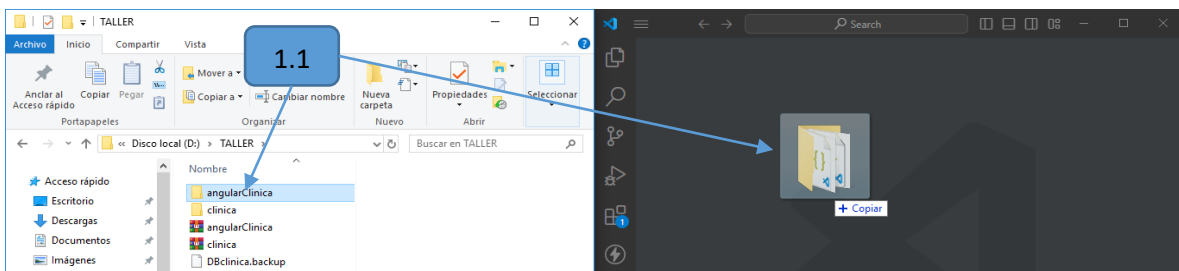 TALLER
Archivo Inicio Compartir Vista
1.1
Anclar al Acceso rápido
Copiar
Pegar
Mover a
Copiar a
Cambiar nombre
Nueva carpeta
Propiedades
Seleccionar
Portapapeles Organizar Nuevo Abrir
« Disco local (D:) › TALLER ›
Buscar en TALLER
Acceso rápido
Escritorio
Descargas
Documentos
Imágenes
Nombre
angularClinica
clinica
angularClinica
clinica
DBclinica.backup
Search
{}
+ Copiar
1